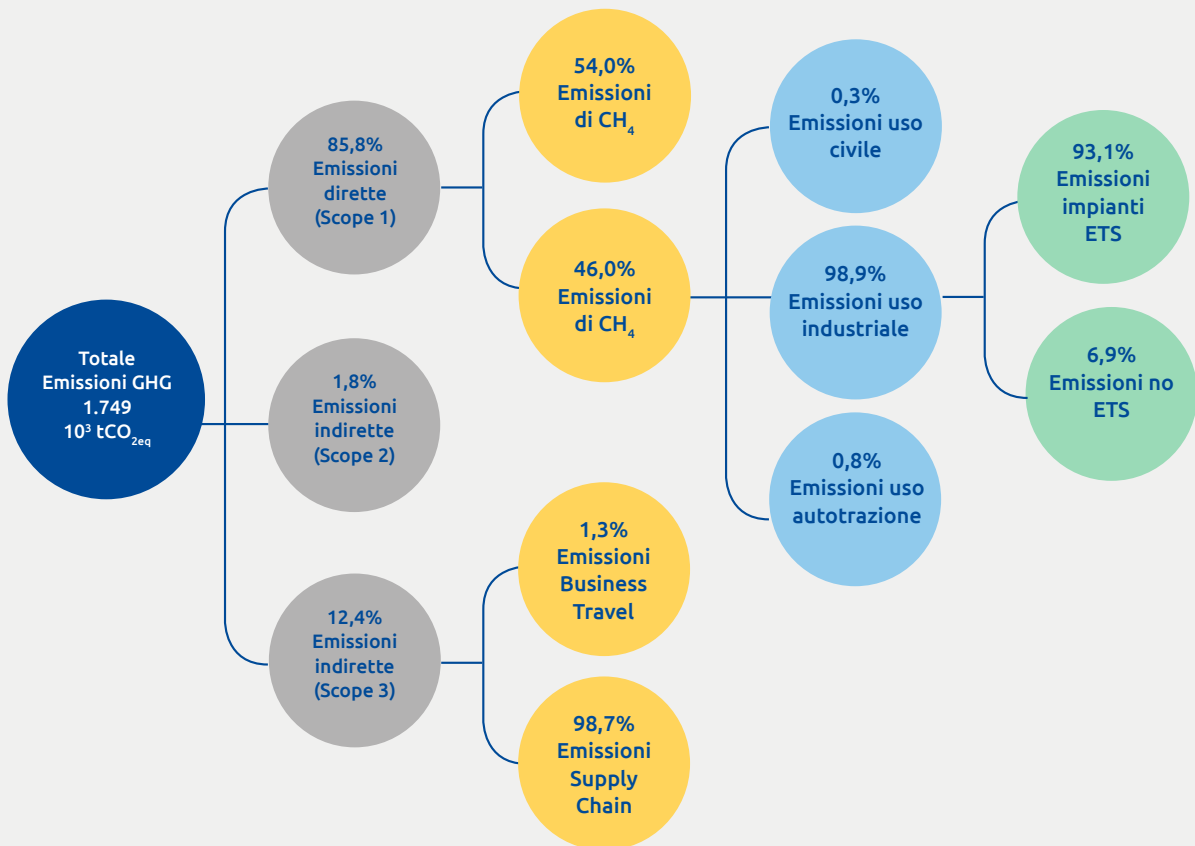 Totale
Emissioni GHG
1.749
10³ tCO₂eq
85,8%
Emissioni
dirette
(Scope 1)
1,8%
Emissioni
indirette
(Scope 2)
12,4%
Emissioni
indirette
(Scope 3)
54,0%
Emissioni
di CH₄
46,0%
Emissioni
di CH₄
1,3%
Emissioni
Business
Travel
98,7%
Emissioni
Supply
Chain
0,3%
Emissioni uso
civile
98,9%
Emissioni uso
industriale
0,8%
Emissioni uso
autotrazione
93,1%
Emissioni
impianti
ETS
6,9%
Emissioni no
ETS